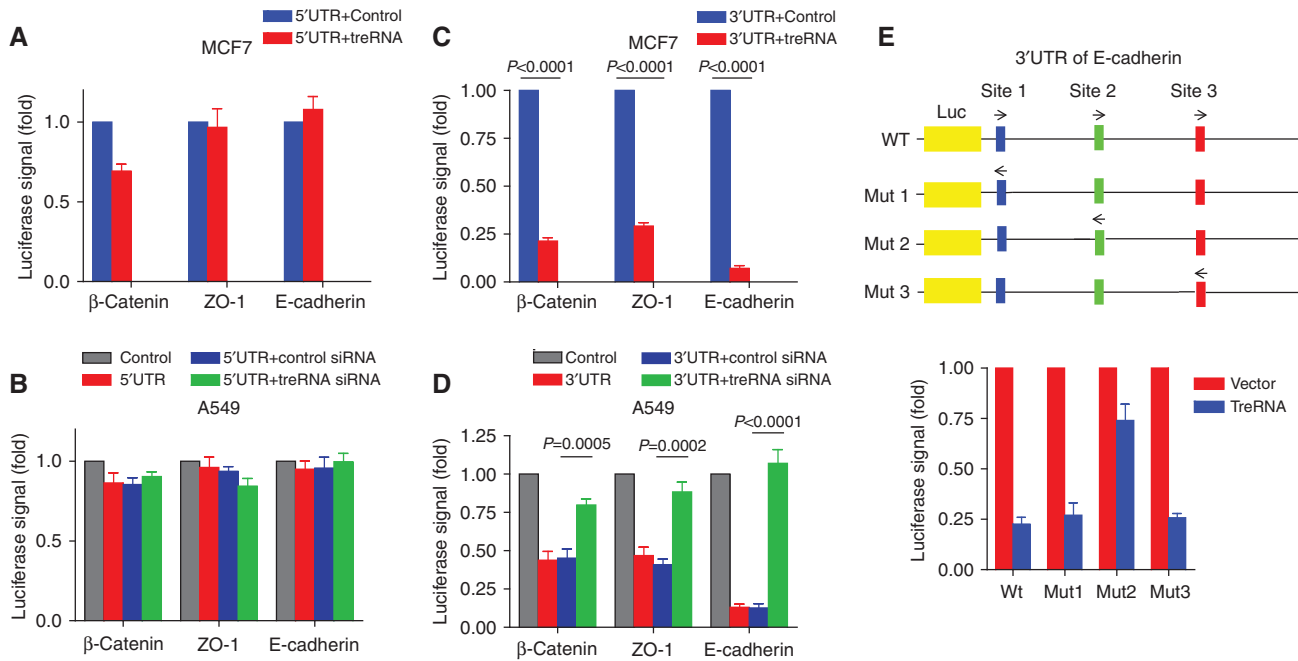 A
5′UTR+Control
5′UTR+treRNA
MCF7
Luciferase signal (fold)
1.0
0.5
0.0
β-Catenin
ZO-1
E-cadherin
B
Control
5′UTR+control siRNA
5′UTR
5′UTR+treRNA siRNA
A549
Luciferase signal (fold)
1.0
0.5
0.0
β-Catenin
ZO-1
E-cadherin
C
3′UTR+Control
3′UTR+treRNA
MCF7
P<0.0001
P<0.0001
P<0.0001
Luciferase signal (fold)
1.00
0.75
0.50
0.25
0.00
β-Catenin
ZO-1
E-cadherin
D
Control
3′UTR+control siRNA
3′UTR
3′UTR+treRNA siRNA
A549
P=0.0005
P=0.0002
P<0.0001
Luciferase signal (fold)
1.25
1.00
0.75
0.50
0.25
0.00
β-Catenin
ZO-1
E-cadherin
E
3′UTR of E-cadherin
Luc
Site 1
Site 2
Site 3
WT
Mut 1
Mut 2
Mut 3
Luciferase signal (fold)
1.00
0.75
0.50
0.25
0.00
Wt
Mut1
Mut2
Mut3
Vector
TreRNA